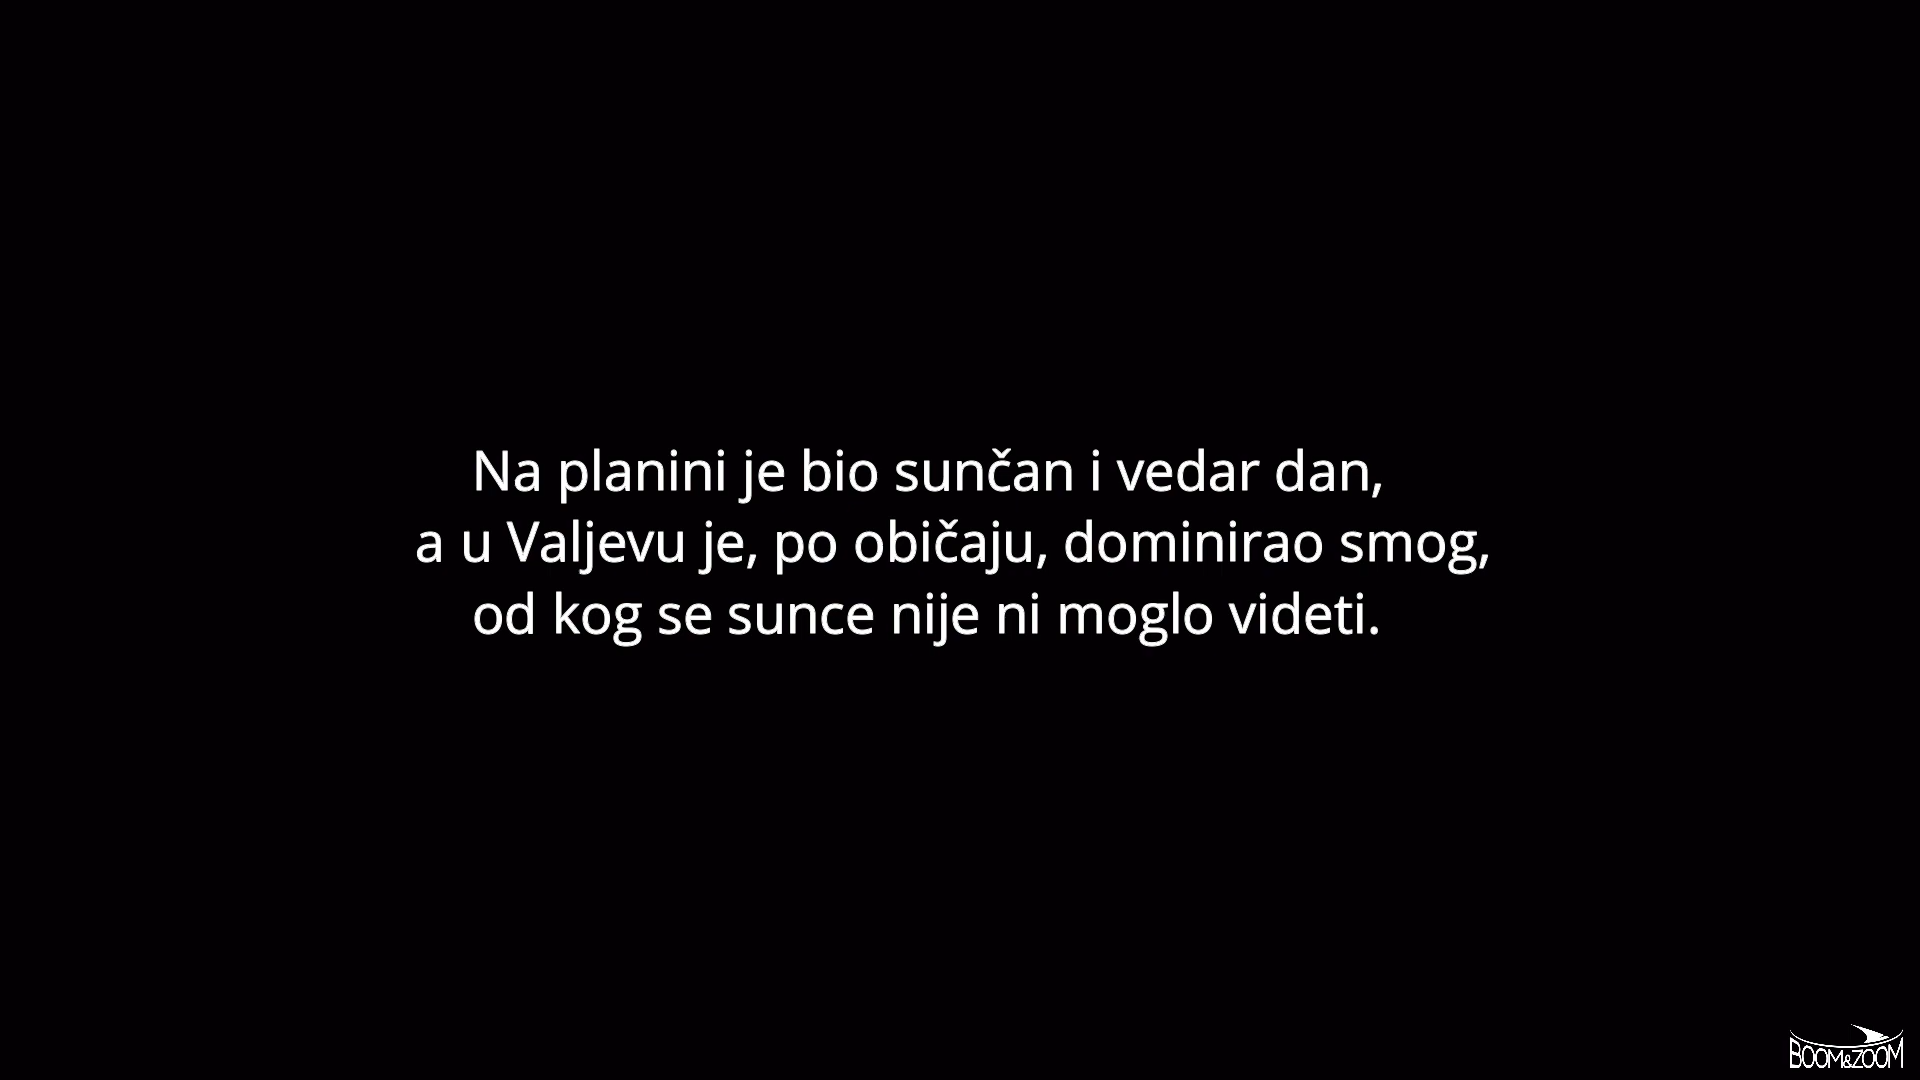 Na planini je bio sunčan i vedar dan,
a u Valjevu je, po običaju, dominirao smog,
od kog se sunce nije ni moglo videti.
BOOM&ZOOM